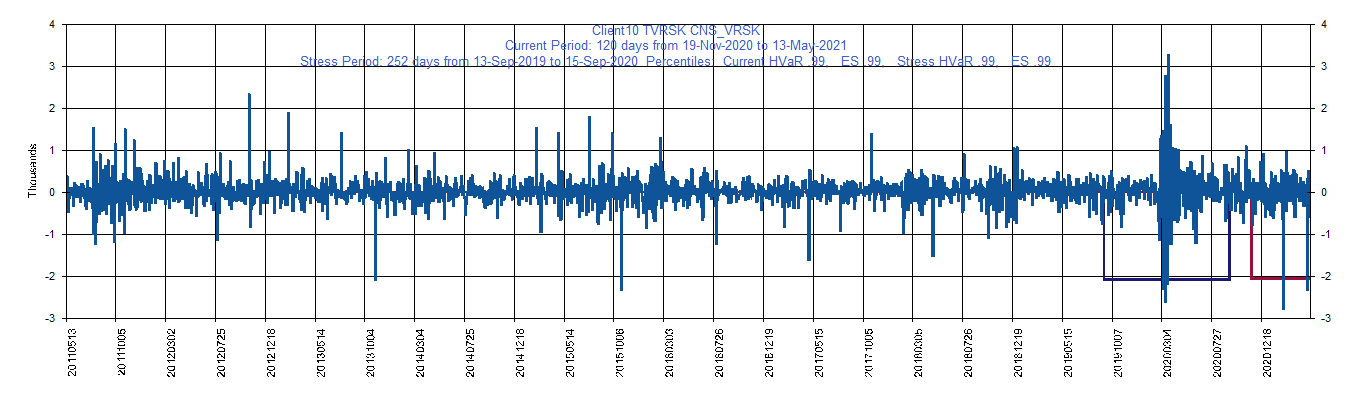 Client10 TVRSK CNS_VRSK
Current Period: 120 days from 19-Nov-2020 to 13-May-2021
Stress Period: 252 days from 13-Sep-2019 to 15-Sep-2020 Percentiles: Current HVaR .99, ES .99, Stress HVaR .99, ES .99
4 4
3 3
2 2
1 1
0 0
-1 -1
-2 -2
-3 -3
Thousands
20110513 20111005 20120302 20120725 20121218 20130514 20131004 20140304 20140725 20141218 20150514 20151006 20160303 20160726 20161219 20170515 20171005 20180305 20180726 20181219 20190515 20191007 20200304 20200727 20201218